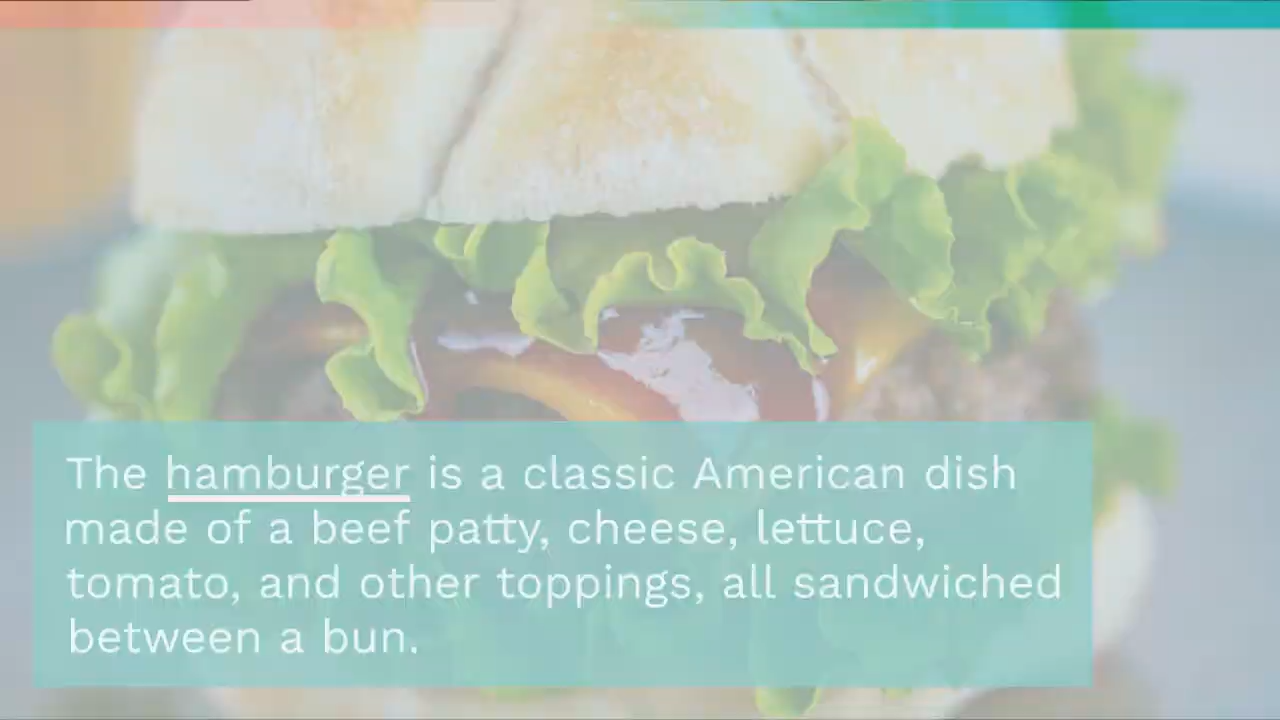 The hamburger is a classic American dish
made of a beef patty, cheese, lettuce,
tomato, and other toppings, all sandwiched
between a bun.